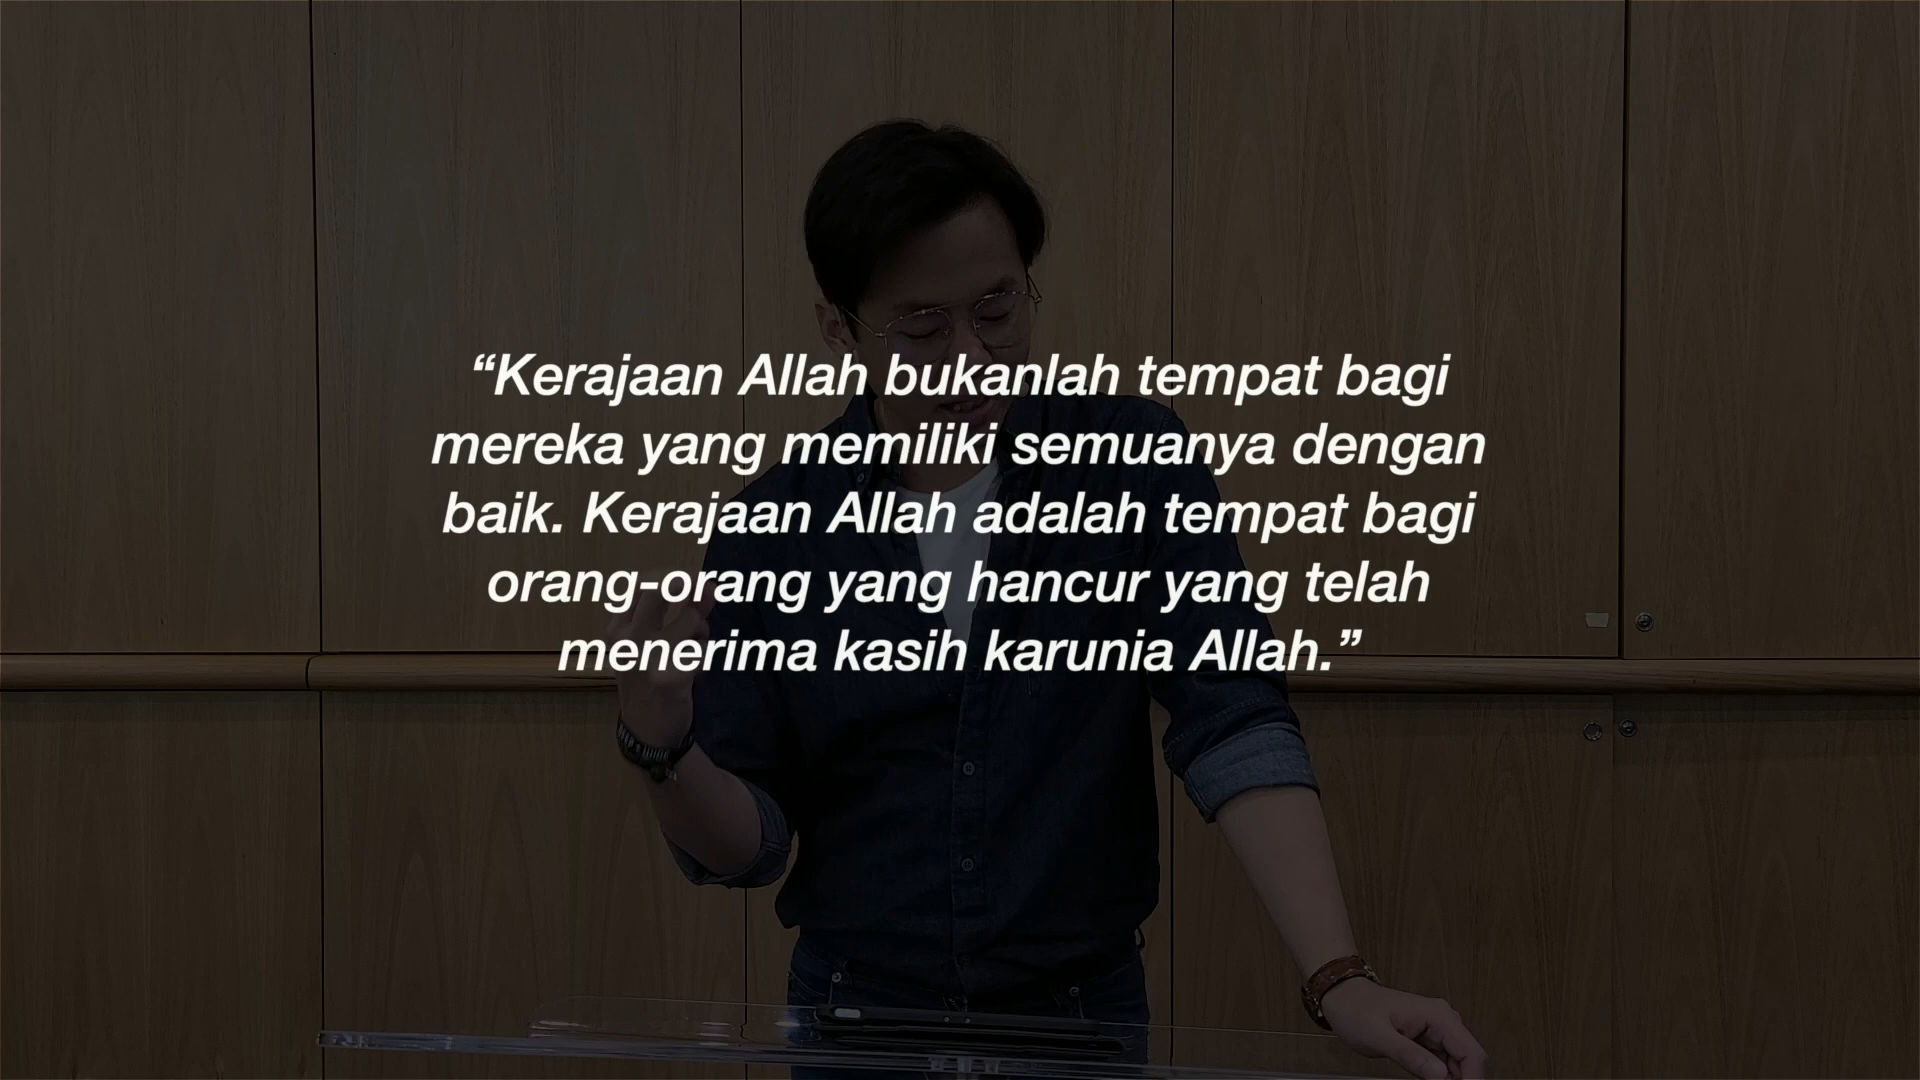 “Kerajaan Allah bukanlah tempat bagi
mereka yang memiliki semuanya dengan
baik. Kerajaan Allah adalah tempat bagi
orang-orang yang hancur yang telah
menerima kasih karunia Allah.”